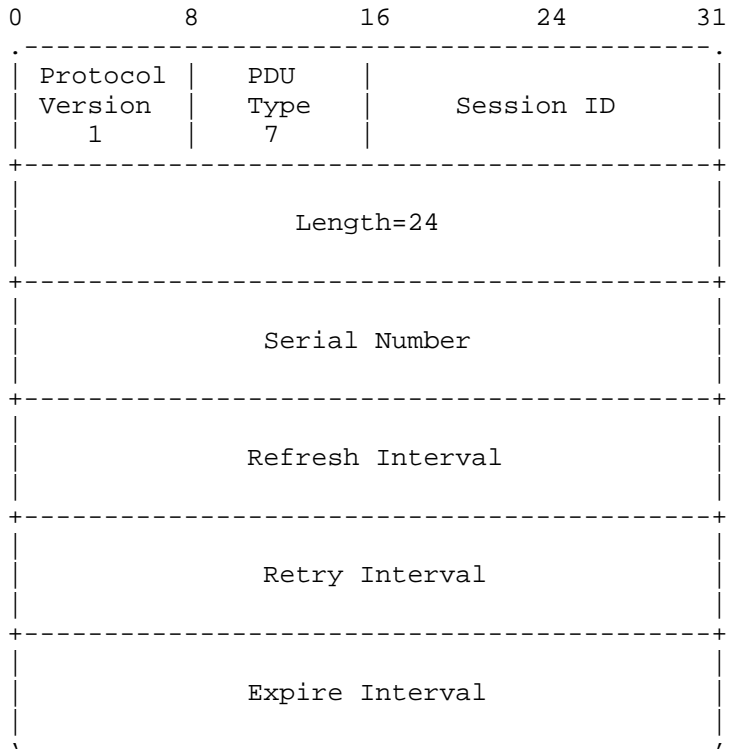 0 8 16 24 31
.-------------------------------------------.
| Protocol | PDU | |
| Version | Type | Session ID |
| 1 | 7 | |
+-------------------------------------------+
| |
| Length=24 |
| |
+-------------------------------------------+
| |
| Serial Number |
| |
+-------------------------------------------+
| |
| Refresh Interval |
| |
+-------------------------------------------+
| |
| Retry Interval |
| |
+-------------------------------------------+
| |
| Expire Interval |
| |